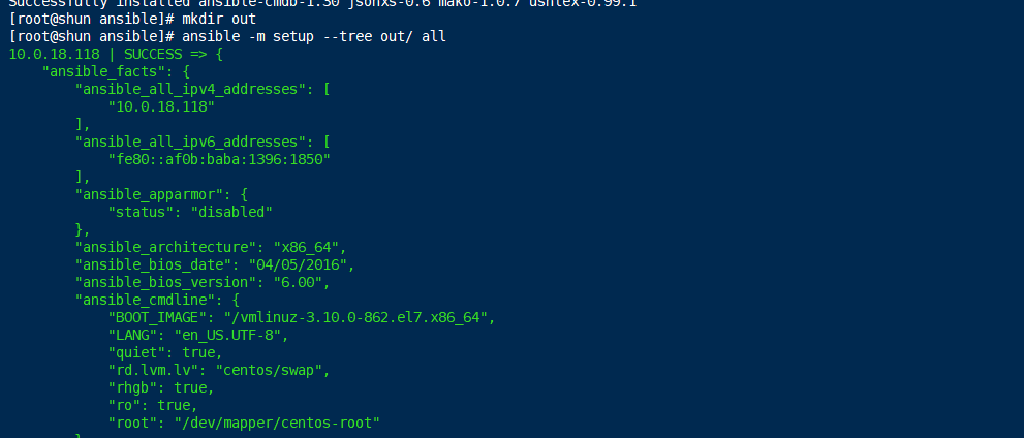 Successfully installed ansible-cmdb-1.30 jsonxs-0.6 mako-1.0.7 ushlex-0.99.1
[root@shun ansible]# mkdir out
[root@shun ansible]# ansible -m setup --tree out/ all
10.0.18.118 | SUCCESS => {
    "ansible_facts": {
        "ansible_all_ipv4_addresses": [
            "10.0.18.118"
        ],
        "ansible_all_ipv6_addresses": [
            "fe80::af0b:baba:1396:1850"
        ],
        "ansible_apparmor": {
            "status": "disabled"
        },
        "ansible_architecture": "x86_64",
        "ansible_bios_date": "04/05/2016",
        "ansible_bios_version": "6.00",
        "ansible_cmdline": {
            "BOOT_IMAGE": "/vmlinuz-3.10.0-862.el7.x86_64",
            "LANG": "en_US.UTF-8",
            "quiet": true,
            "rd.lvm.lv": "centos/swap",
            "rhgb": true,
            "ro": true,
            "root": "/dev/mapper/centos-root"